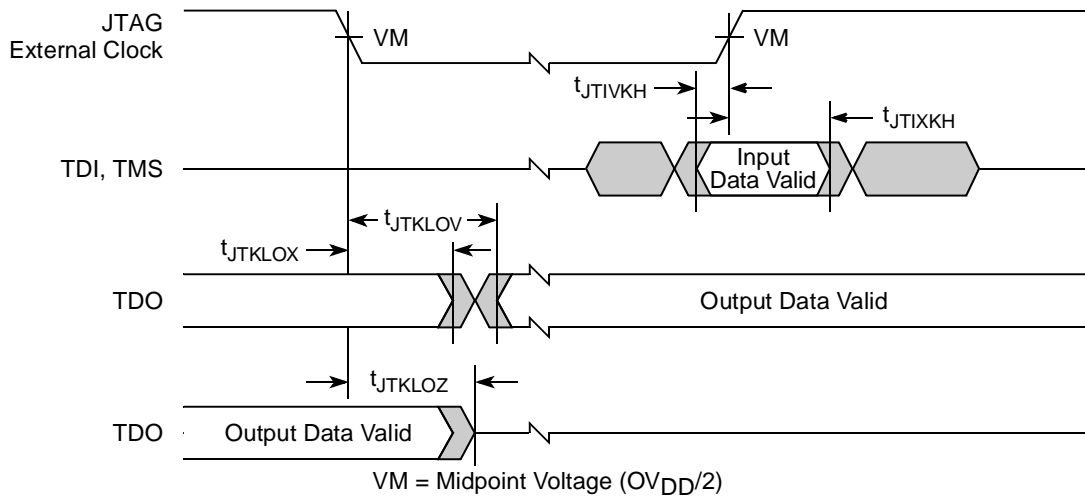 JTAG
External Clock
VM
VM
tJTIVKH
tJTIXKH
TDI, TMS
Input
Data Valid
tJTKLOV
tJTKLOX
TDO
Output Data Valid
tJTKLOZ
TDO
Output Data Valid
VM = Midpoint Voltage (OVDD/2)